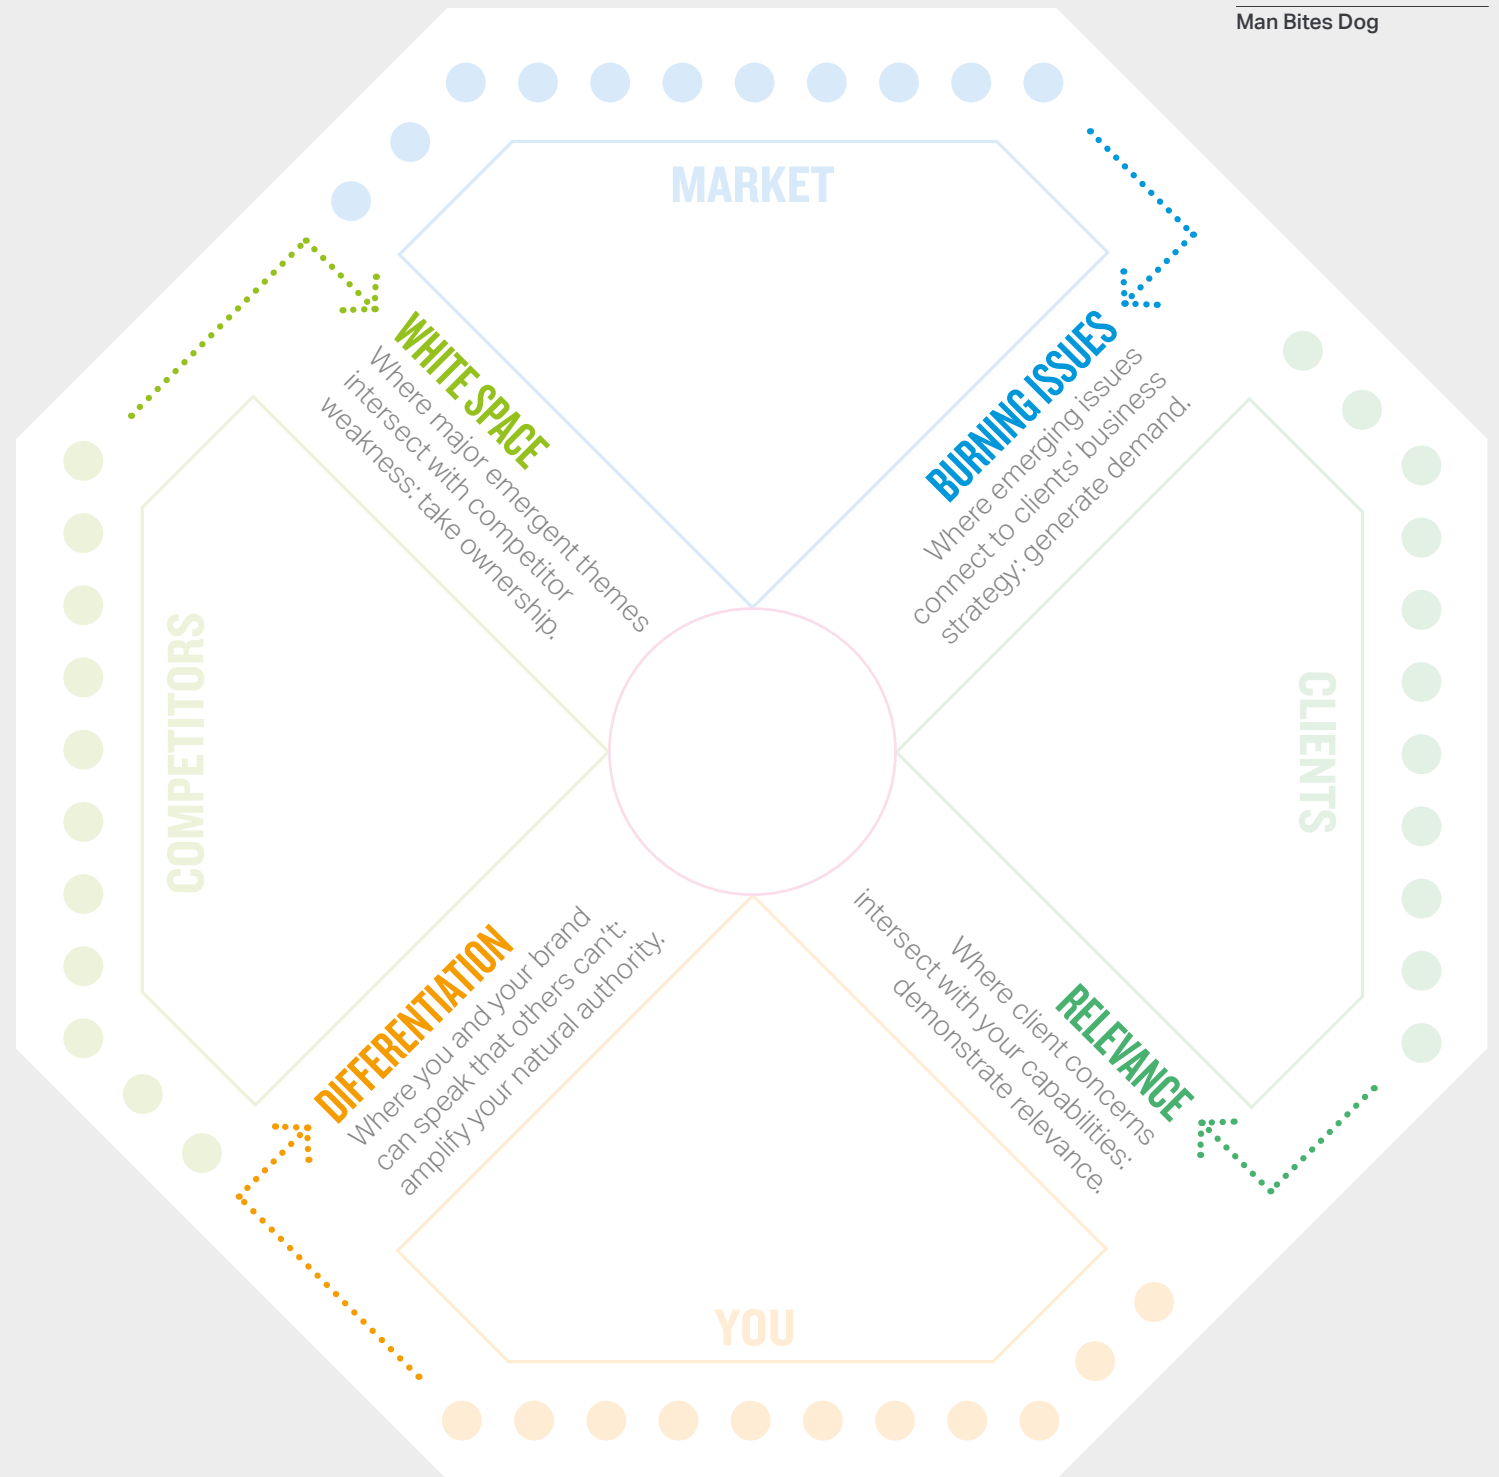 Man Bites Dog
MARKET
WHITE SPACE
Where major emergent themes
intersect with competitor
weakness: take ownership.
BURNING ISSUES
Where emerging issues
connect to clients' business
strategy: generate demand.
COMPETITORS
CLIENTS
DIFFERENTIATION
Where you and your brand
can speak that others can't:
amplify your natural authority.
RELEVANCE
Where client concerns
intersect with your capabilities:
demonstrate relevance.
YOU